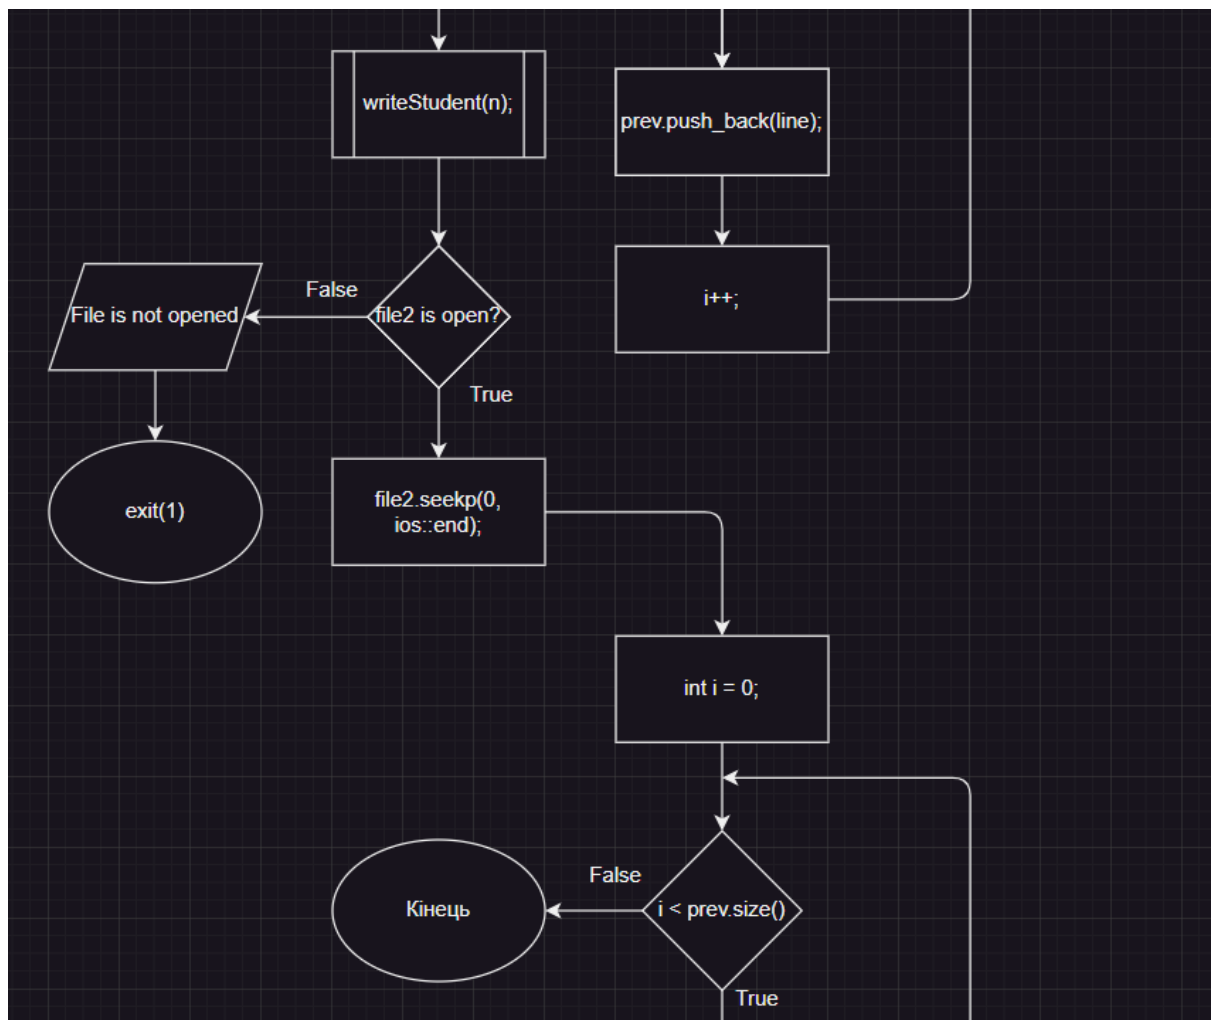 writeStudent(n);
prev.push_back(line);
i++;
False
file2 is open?
File is not opened
True
exit(1)
file2.seekp(0,
ios::end);
int i = 0;
False
i < prev.size()
Кінець
True